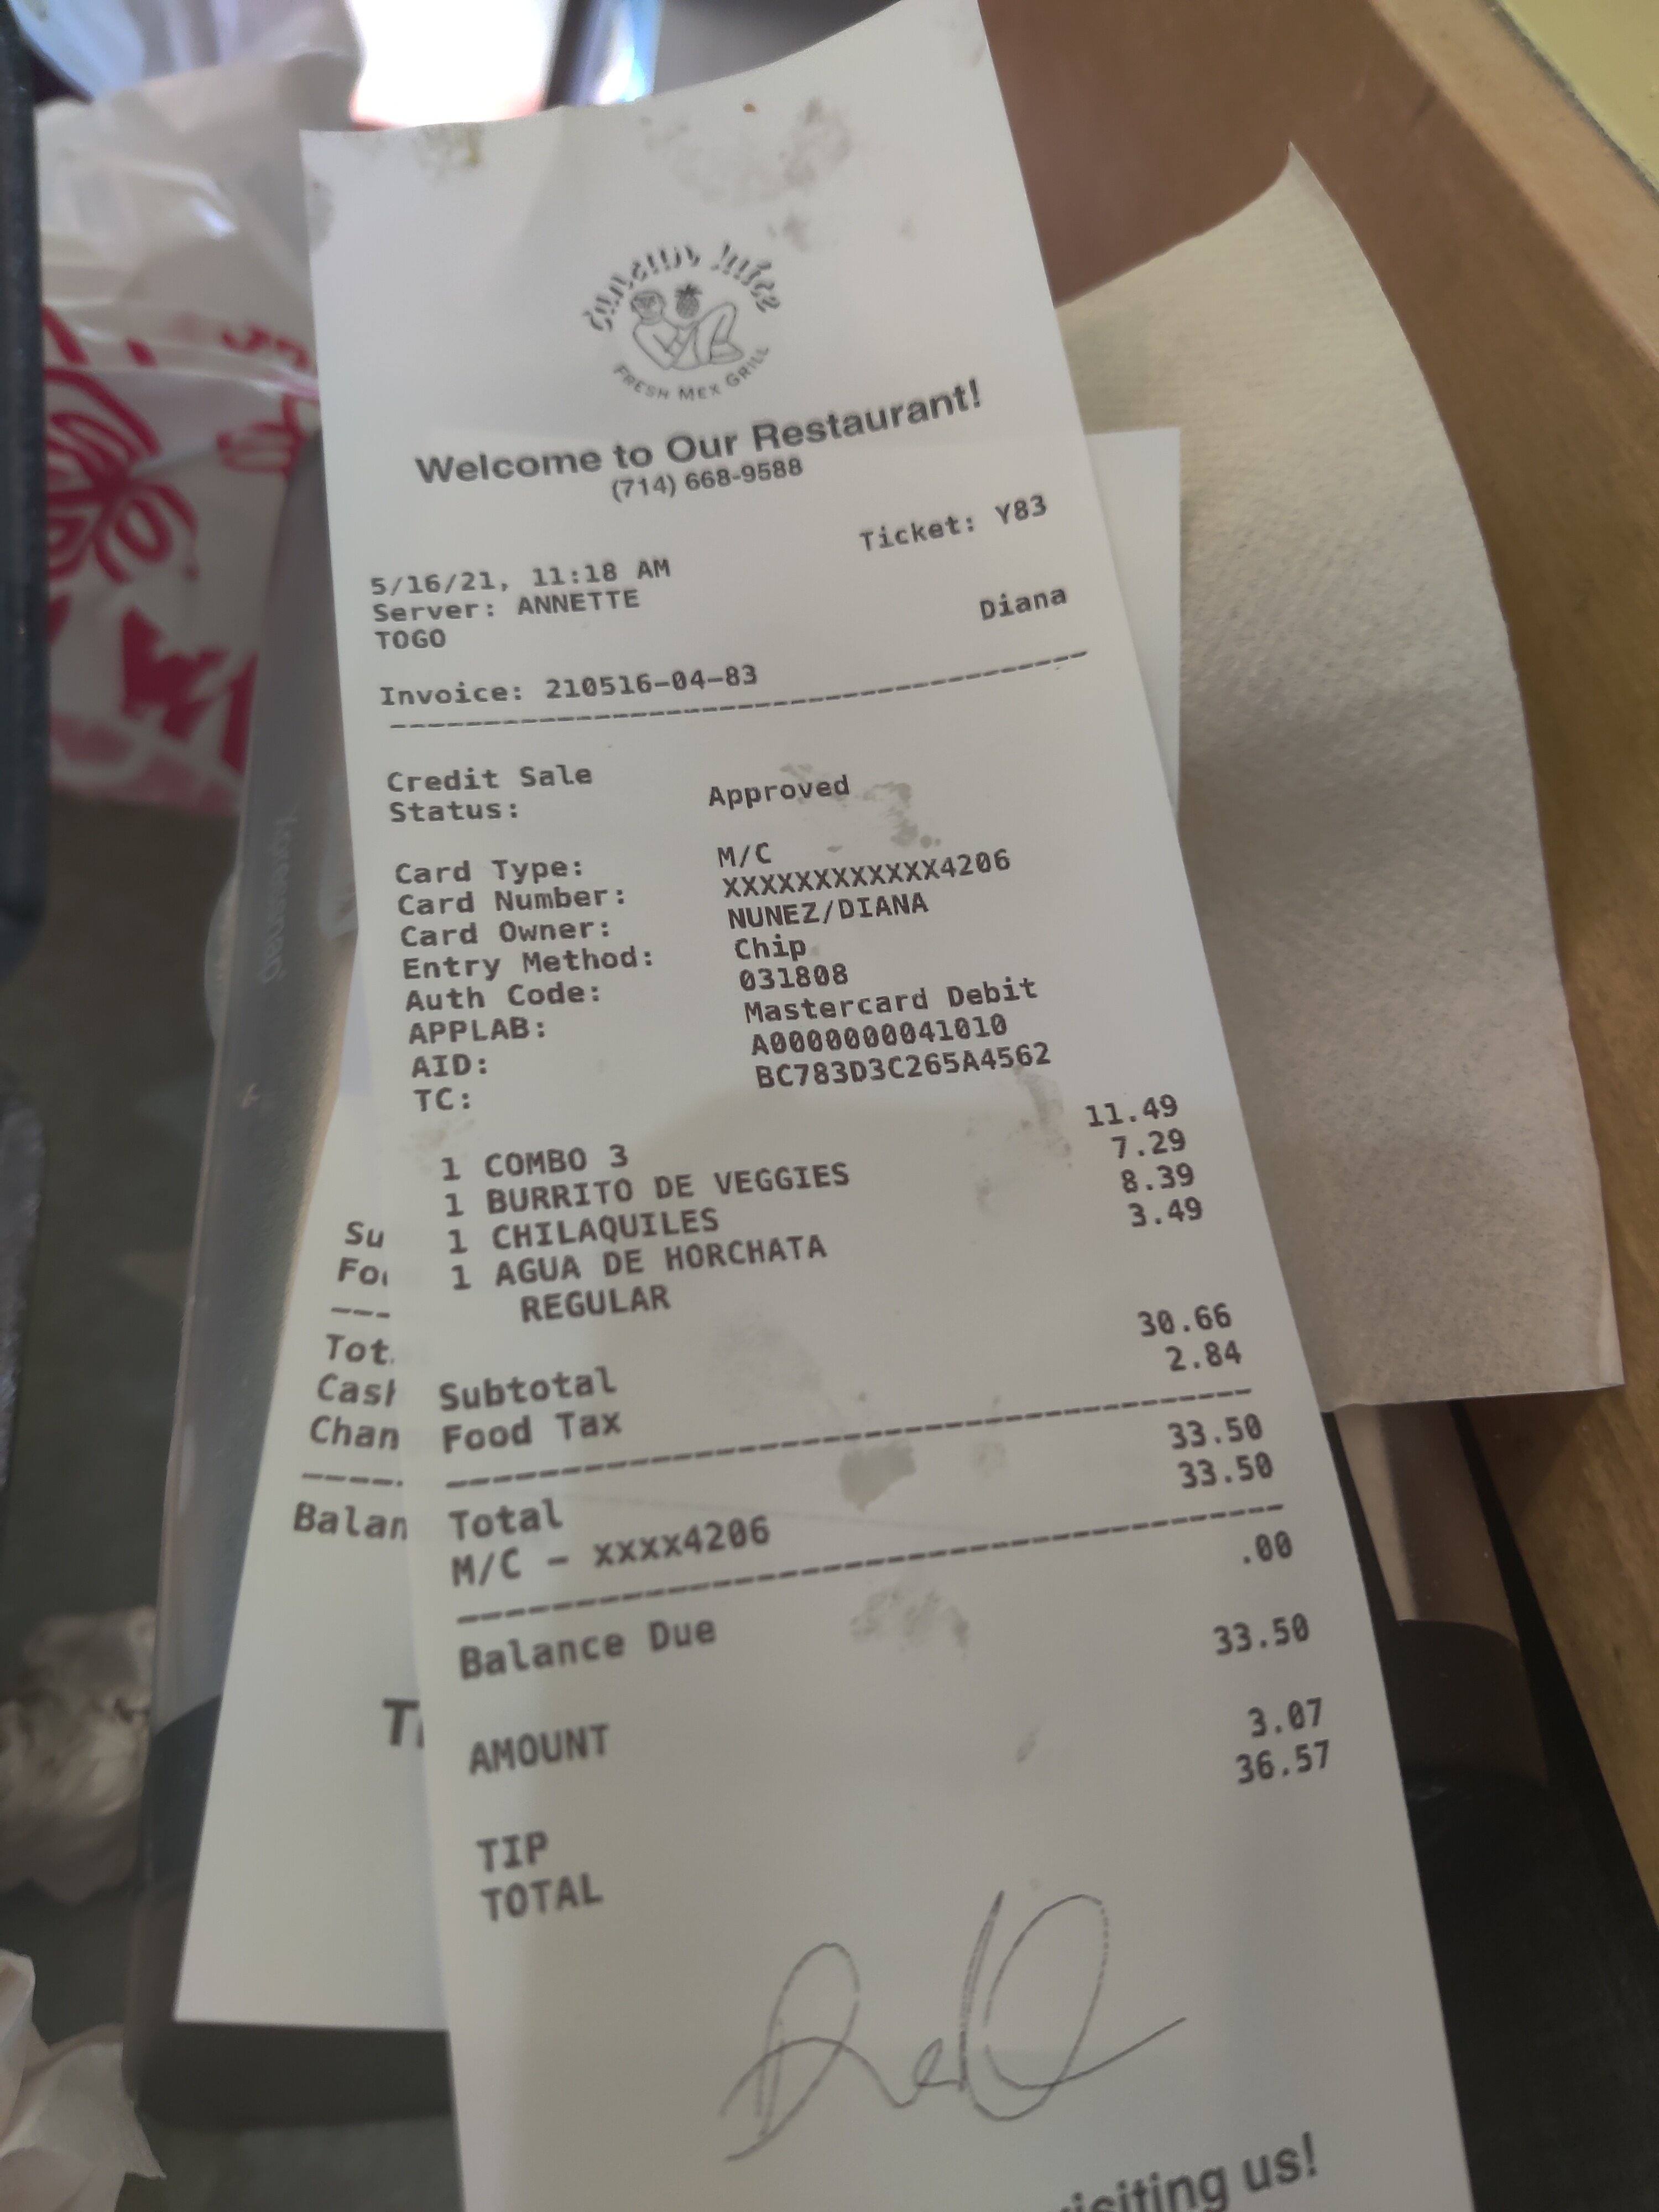 FRESH MEX GRILL
Welcome to Our Restaurant!
(714) 668-9588
Ticket: Y83
5/16/21, 11:18 AM
Server: ANNETTE
TOGO Diana
Invoice: 210516-04-83
Credit Sale
Status: Approved
Card Type: M/C
Card Number: XXXXXXXXXXXX4206
Card Owner: NUNEZ/DIANA
Entry Method: Chip
Auth Code: 031808
APPLAB: Mastercard Debit
AID: A0000000041010
TC: BC783D3C265A4562
1 COMBO 3 11.49
1 BURRITO DE VEGGIES 7.29
1 CHILAQUILES 8.39
1 AGUA DE HORCHATA 3.49
REGULAR
Subtotal 30.66
Food Tax 2.84
Total 33.50
M/C - xxxx4206 33.50
Balance Due .00
AMOUNT 33.50
TIP 3.07
TOTAL 36.57
visiting us!
Su
Foo
Tot
Cash
Chan
Balan